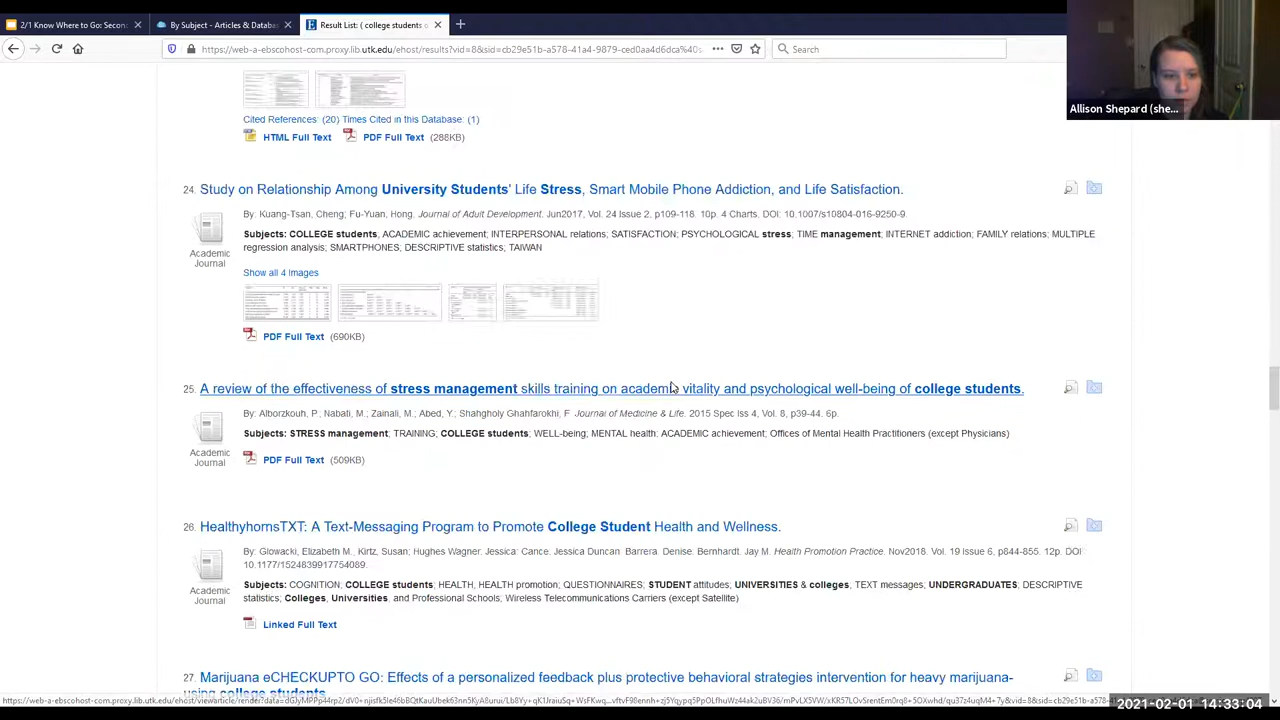 2/1 Know Where to Go: Secon
By Subject - Articles & Databa
Result List: ( college students o
https://web-a-ebscohost-com.proxy.lib.utk.edu/ehost/results?vid=8&sid=cb29e51b-a578-41a4-9879-ced0aa4d6dca%40s
Search
Allison Shepard (she...
Cited References: (20) Times Cited in this Database: (1)
HTML Full Text PDF Full Text (288KB)
24. Study on Relationship Among University Students' Life Stress, Smart Mobile Phone Addiction, and Life Satisfaction.
By: Kuang-Tsan, Cheng; Fu-Yuan, Hong. Journal of Adult Development. Jun2017, Vol. 24 Issue 2, p109-118. 10p. 4 Charts. DOI: 10.1007/s10804-016-9250-9.
Subjects: COLLEGE students; ACADEMIC achievement; INTERPERSONAL relations; SATISFACTION; PSYCHOLOGICAL stress; TIME management; INTERNET addiction; FAMILY relations; MULTIPLE
regression analysis; SMARTPHONES; DESCRIPTIVE statistics; TAIWAN
Academic
Journal
Show all 4 Images
PDF Full Text (690KB)
25. A review of the effectiveness of stress management skills training on academic vitality and psychological well-being of college students.
By: Alborzkouh, P.; Nabati, M.; Zainali, M.; Abed, Y.; Shahgholy Ghahfarokhi, F. Journal of Medicine & Life. 2015 Spec Iss 4, Vol. 8, p39-44. 6p.
Subjects: STRESS management; TRAINING; COLLEGE students; WELL-being; MENTAL health; ACADEMIC achievement; Offices of Mental Health Practitioners (except Physicians)
Academic
Journal
PDF Full Text (509KB)
26. HealthyhornsTXT: A Text-Messaging Program to Promote College Student Health and Wellness.
By: Glowacki, Elizabeth M.; Kirtz, Susan; Hughes Wagner, Jessica; Cance, Jessica Duncan; Barrera, Denise; Bernhardt, Jay M. Health Promotion Practice. Nov2018, Vol. 19 Issue 6, p844-855. 12p. DOI:
10.1177/1524839917754089.
Subjects: COGNITION; COLLEGE students; HEALTH; HEALTH promotion; QUESTIONNAIRES; STUDENT attitudes; UNIVERSITIES & colleges; TEXT messages; UNDERGRADUATES; DESCRIPTIVE
statistics; Colleges, Universities, and Professional Schools; Wireless Telecommunications Carriers (except Satellite)
Academic
Journal
Linked Full Text
27. Marijuana eCHECKUPTO GO: Effects of a personalized feedback plus protective behavioral strategies intervention for heavy marijuana-
using college students.
2021-02-01 14:33:04